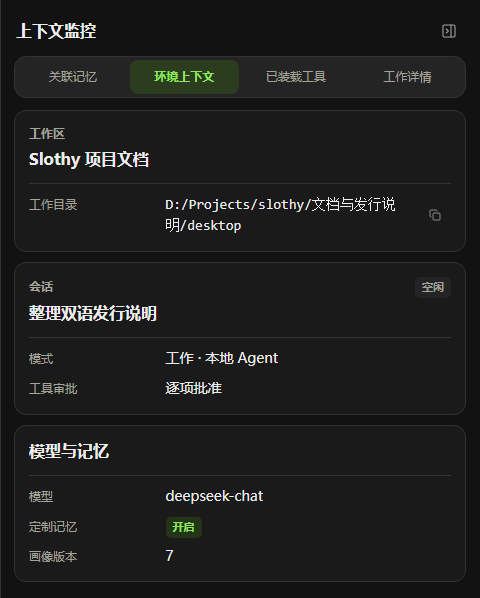 上下文监控
关联记忆 环境上下文 已装载工具 工作详情
工作区
Slothy 项目文档
工作目录 D:/Projects/slothy/文档与发行说
明/desktop
会话 空闲
整理双语发行说明
模式 工作 · 本地 Agent
工具审批 逐项批准
模型与记忆
模型 deepseek-chat
定制记忆 开启
画像版本 7